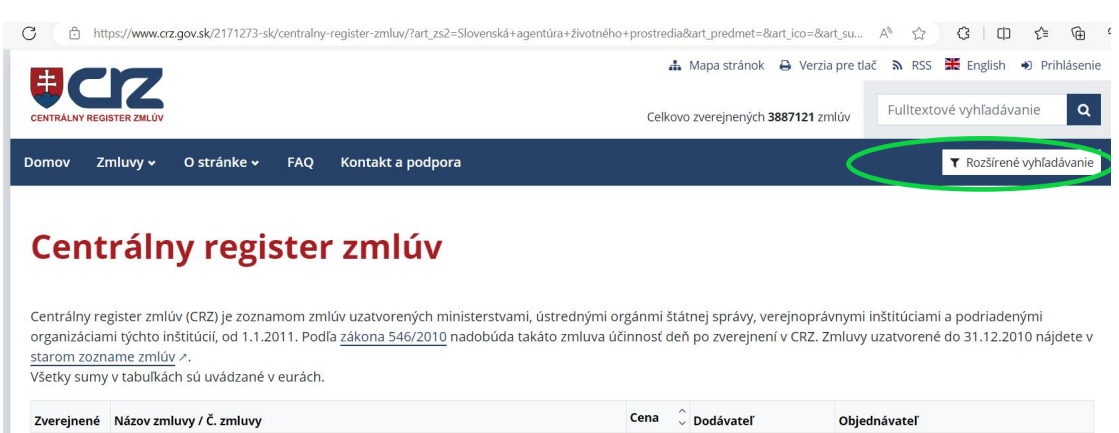 https://www.crz.gov.sk/2171273-sk/centralny-register-zmluv/?art_zs2=Slovenská+agentúra+životného+prostredia&art_predmet=&art_ico=&art_su...
Mapa stránok Verzia pre tlač RSS English Prihlásenie
crz
CENTRÁLNY REGISTER ZMLÚV
Celkovo zverejnených 3887121 zmlúv
Fulltextové vyhľadávanie
Domov Zmluvy O stránke FAQ Kontakt a podpora Rozšírené vyhľadávanie
Centrálny register zmlúv
Centrálny register zmlúv (CRZ) je zoznamom zmlúv uzatvorených ministerstvami, ústrednými orgánmi štátnej správy, verejnoprávnymi inštitúciami a podriadenými
organizáciami týchto inštitúcií, od 1.1.2011. Podľa zákona 546/2010 nadobúda takáto zmluva účinnosť deň po zverejnení v CRZ. Zmluvy uzatvorené do 31.12.2010 nájdete v
starom zozname zmlúv ↗.
Všetky sumy v tabuľkách sú uvádzané v eurách.
Zverejnené Názov zmluvy / Č. zmluvy Cena Dodávateľ Objednávateľ